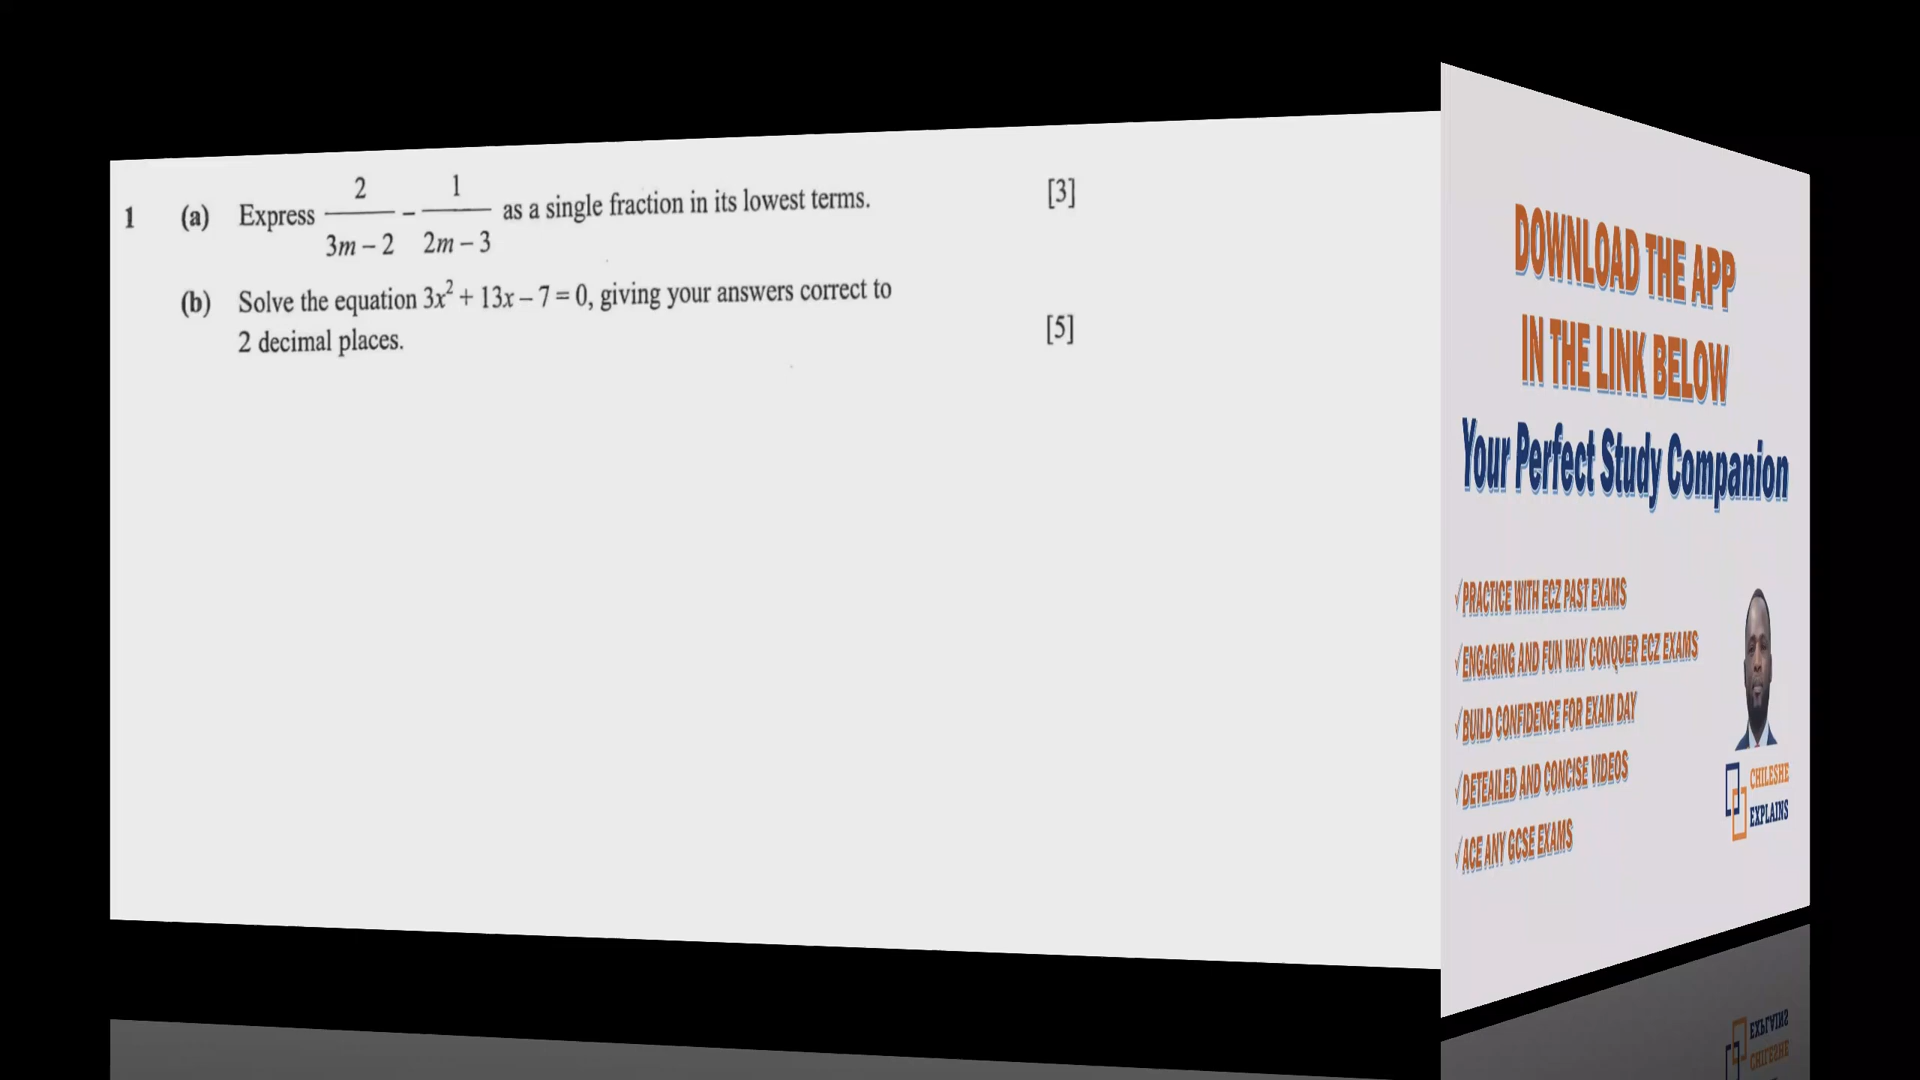 1 (a) Express 2/(3m – 2) – 1/(2m – 3) as a single fraction in its lowest terms. [3]
(b) Solve the equation 3x² + 13x – 7 = 0, giving your answers correct to
2 decimal places. [5]
DOWNLOAD THE APP
IN THE LINK BELOW
Your Perfect Study Companion
✓PRACTICE WITH ECZ PAST EXAMS
✓ENGAGING AND FUN WAY CONQUER ECZ EXAMS
✓BUILD CONFIDENCE FOR EXAM DAY
✓DETEAILED AND CONCISE VIDEOS
✓ACE ANY GCSE EXAMS
CHILESHE
EXPLAINS